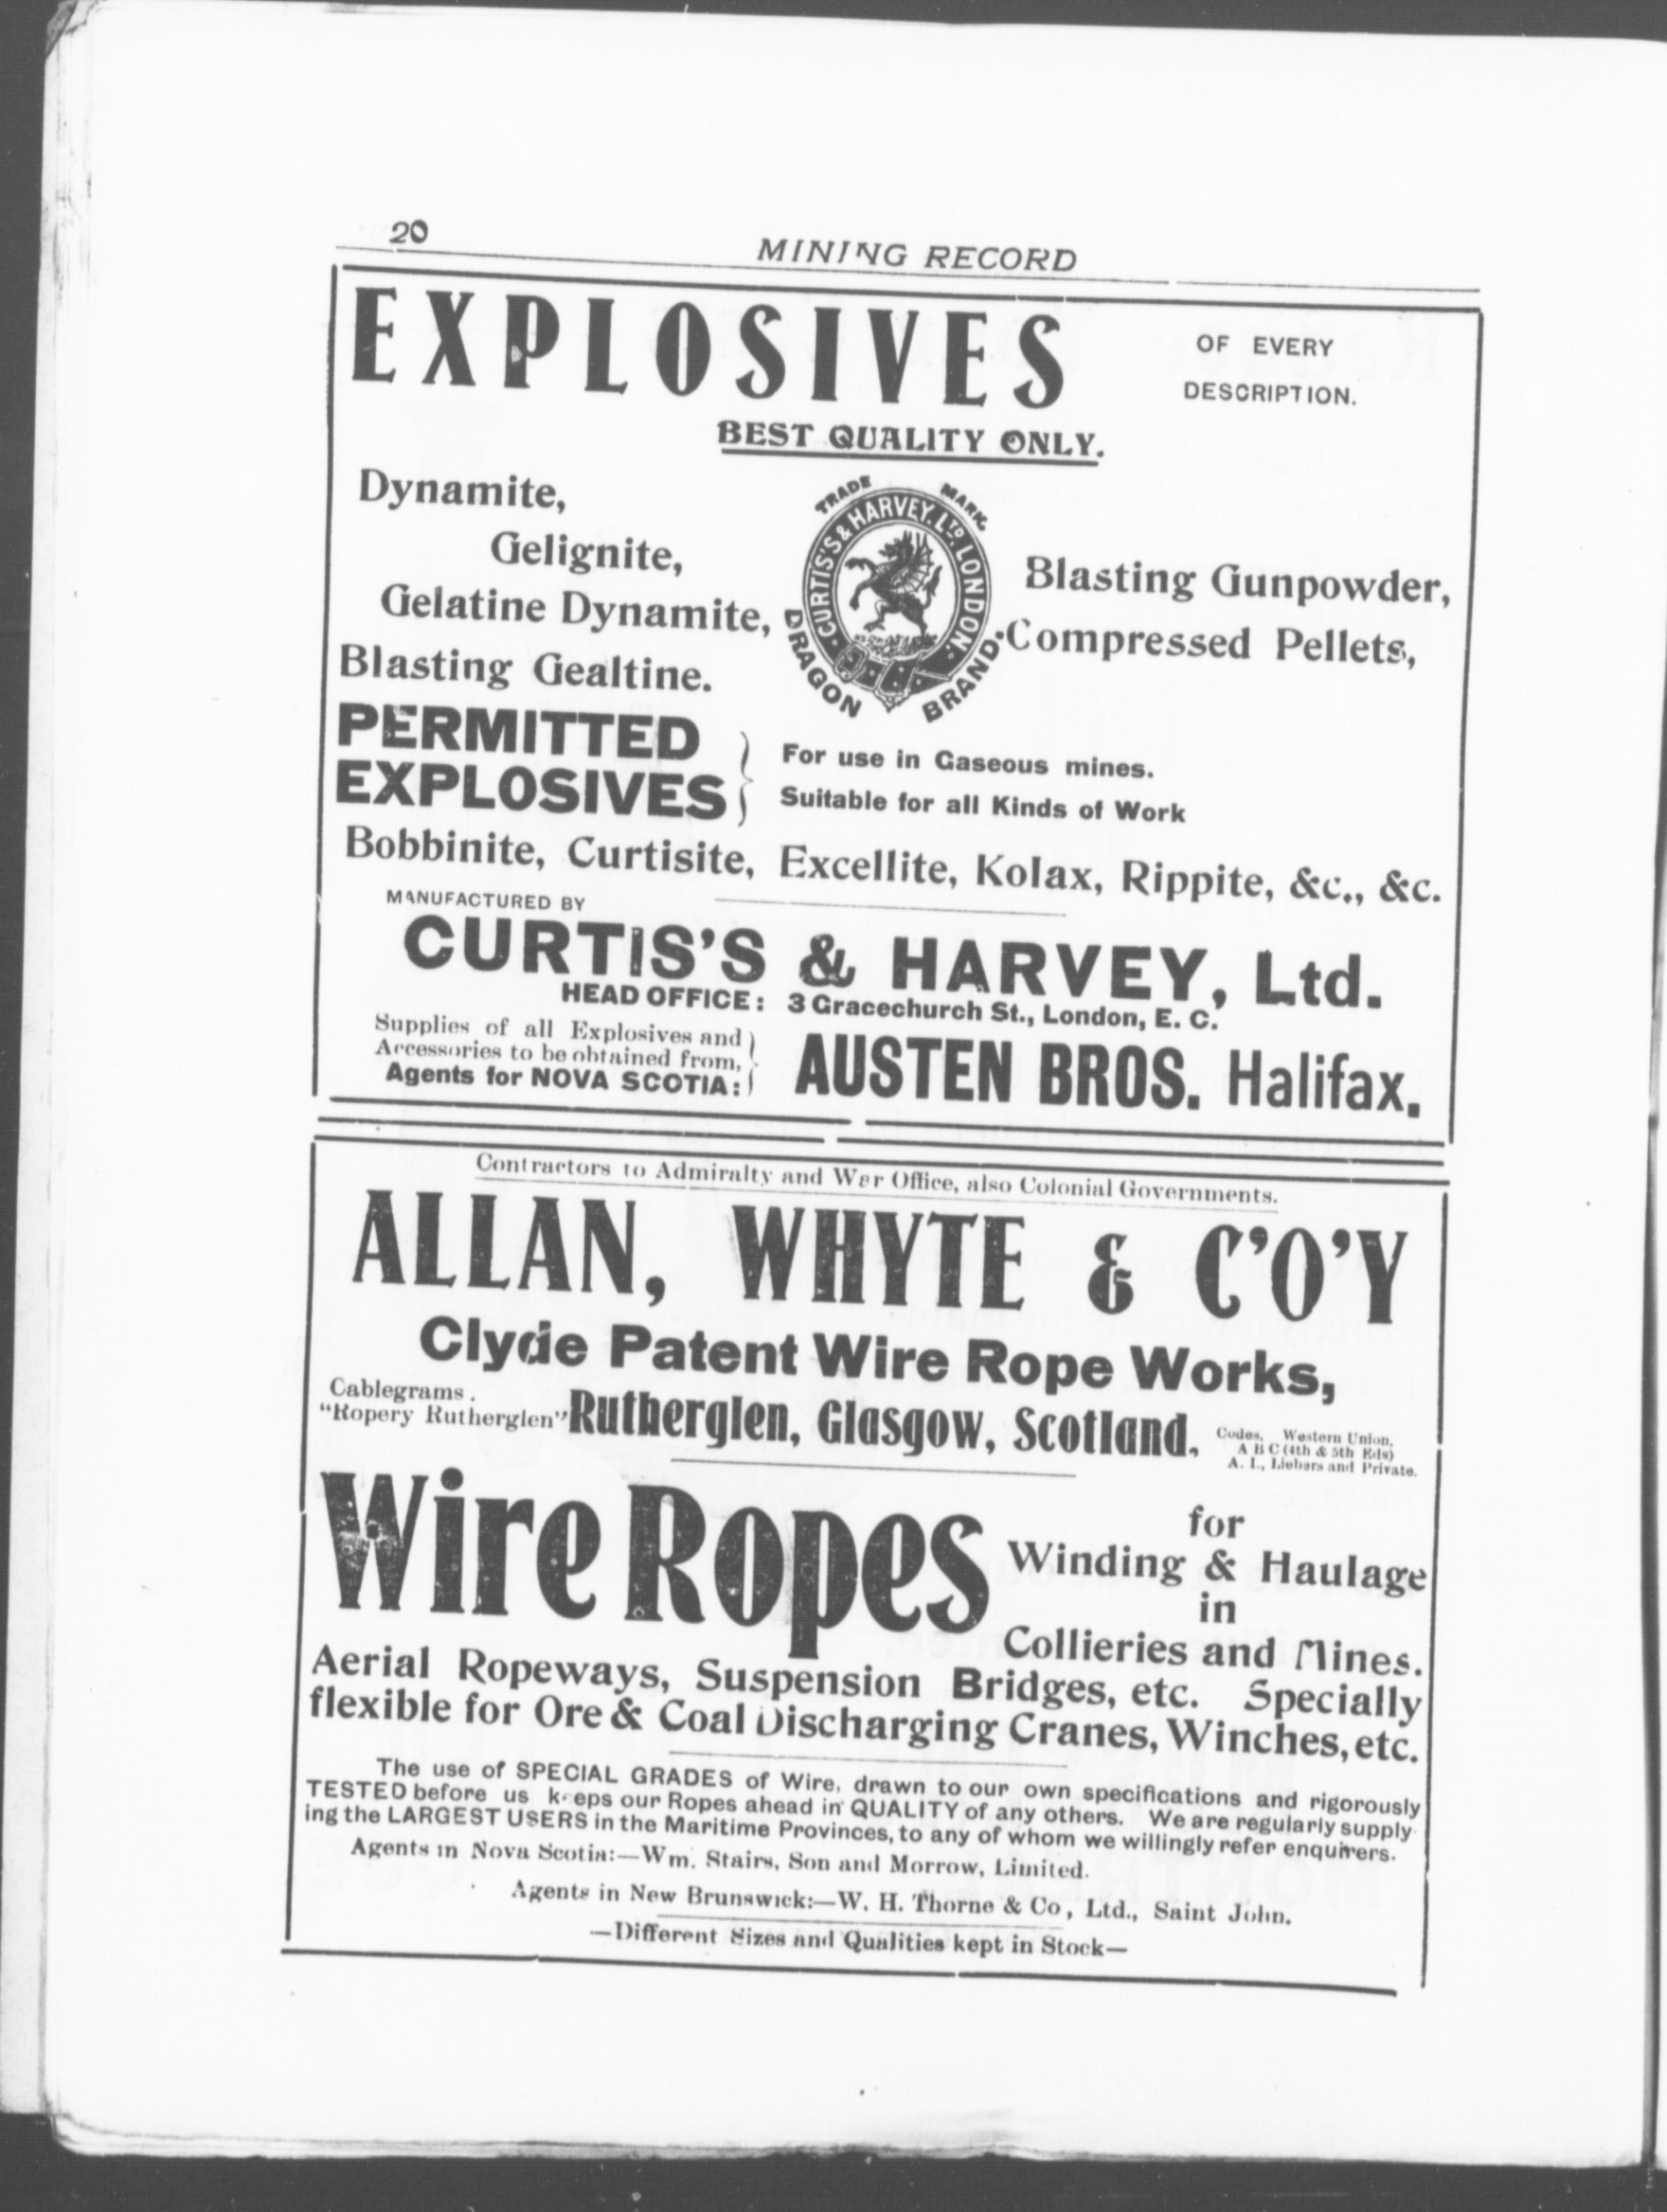 20
MINING RECORD
EXPLOSIVES
OF EVERY
DESCRIPTION.
BEST QUALITY ONLY.
Dynamite,
Gelignite,
Gelatine Dynamite,
Blasting Gealtine.
TRADE MARK.
CURTIS'S & HARVEY. LTD. LONDON.
DRAGON BRAND.
Blasting Gunpowder,
Compressed Pellets,
PERMITTED
EXPLOSIVES
For use in Gaseous mines.
Suitable for all Kinds of Work
Bobbinite, Curtisite, Excellite, Kolax, Rippite, &c., &c.
MANUFACTURED BY
CURTIS'S & HARVEY, Ltd.
HEAD OFFICE: 3 Gracechurch St., London, E. C.
Supplies of all Explosives and
Accessories to be obtained from,
Agents for NOVA SCOTIA:
AUSTEN BROS. Halifax.
Contractors to Admiralty and War Office, also Colonial Governments.
ALLAN, WHYTE & C'O'Y
Clyde Patent Wire Rope Works,
Cablegrams.
"Ropery Rutherglen"
Rutherglen, Glasgow, Scotland.
Codes, Western Union,
A B C (4th & 5th Eds)
A. I., Liebers and Private.
Wire Ropes
for
Winding & Haulage
in
Collieries and Mines.
Aerial Ropeways, Suspension Bridges, etc. Specially
flexible for Ore & Coal Discharging Cranes, Winches, etc.
The use of SPECIAL GRADES of Wire, drawn to our own specifications and rigorously
TESTED before us keeps our Ropes ahead in QUALITY of any others. We are regularly supply
ing the LARGEST USERS in the Maritime Provinces, to any of whom we willingly refer enquirers.
Agents in Nova Scotia:—Wm. Stairs, Son and Morrow, Limited.
Agents in New Brunswick:—W. H. Thorne & Co, Ltd., Saint John.
—Different Sizes and Qualities kept in Stock—